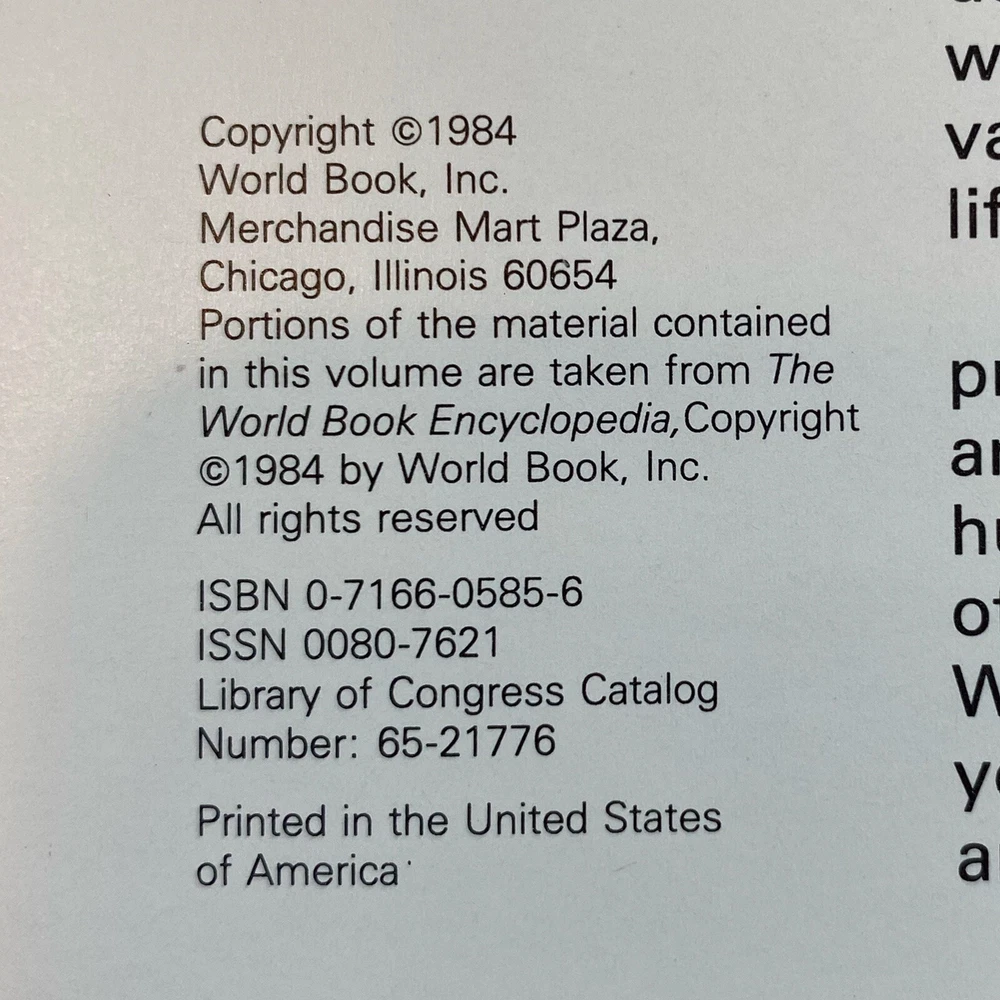 Copyright ©1984
World Book, Inc.
Merchandise Mart Plaza,
Chicago, Illinois 60654
Portions of the material contained
in this volume are taken from The
World Book Encyclopedia, Copyright
©1984 by World Book, Inc.
All rights reserved
ISBN 0-7166-0585-6
ISSN 0080-7621
Library of Congress Catalog
Number: 65-21776
Printed in the United States
of America